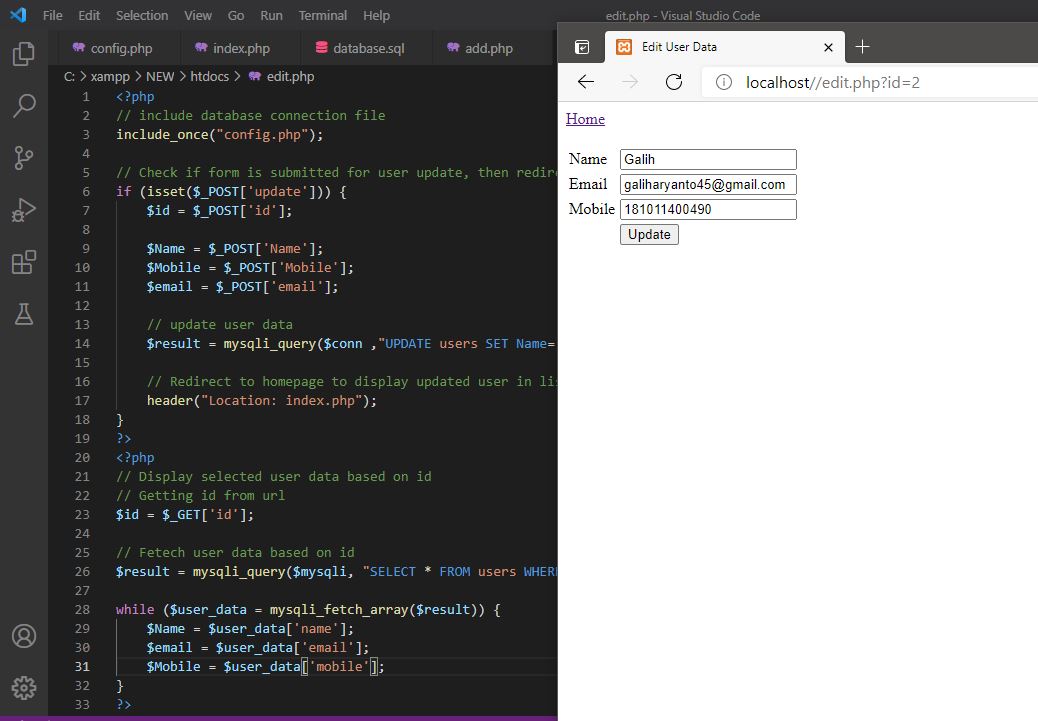 File Edit Selection View Go Run Terminal Help
edit.php - Visual Studio Code
config.php index.php database.sql add.php
C: > xampp > NEW > htdocs > edit.php
1 <?php
2 // include database connection file
3 include_once("config.php");
4
5 // Check if form is submitted for user update, then redire
6 if (isset($_POST['update'])) {
7 $id = $_POST['id'];
8
9 $Name = $_POST['Name'];
10 $Mobile = $_POST['Mobile'];
11 $email = $_POST['email'];
12
13 // update user data
14 $result = mysqli_query($conn ,"UPDATE users SET Name=
15
16 // Redirect to homepage to display updated user in lis
17 header("Location: index.php");
18 }
19 ?>
20 <?php
21 // Display selected user data based on id
22 // Getting id from url
23 $id = $_GET['id'];
24
25 // Fetech user data based on id
26 $result = mysqli_query($mysqli, "SELECT * FROM users WHERE
27
28 while ($user_data = mysqli_fetch_array($result)) {
29 $Name = $user_data['name'];
30 $email = $user_data['email'];
31 $Mobile = $user_data['mobile'];
32 }
33 ?>
Edit User Data
localhost//edit.php?id=2
Home
Name Galih
Email galiharyanto45@gmail.com
Mobile 181011400490
Update